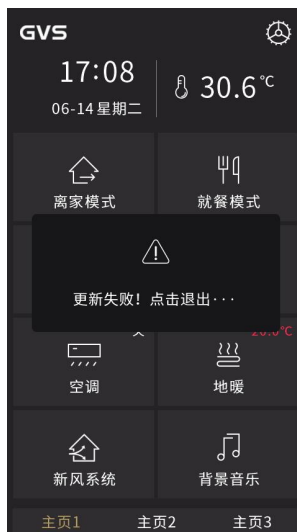 GVS
17:08
06-14 星期二
30.6℃
离家模式
就餐模式
更新失败！点击退出···
空调
地暖
新风系统
背景音乐
主页1
主页2
主页3